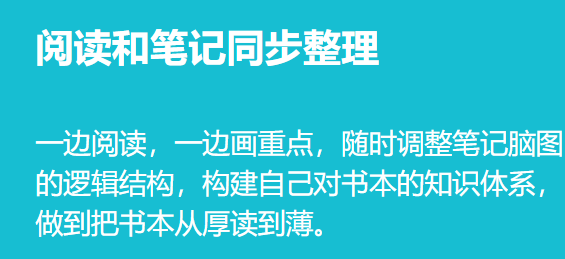 阅读和笔记同步整理
一边阅读，一边画重点，随时调整笔记脑图
的逻辑结构，构建自己对书本的知识体系，
做到把书本从厚读到薄。